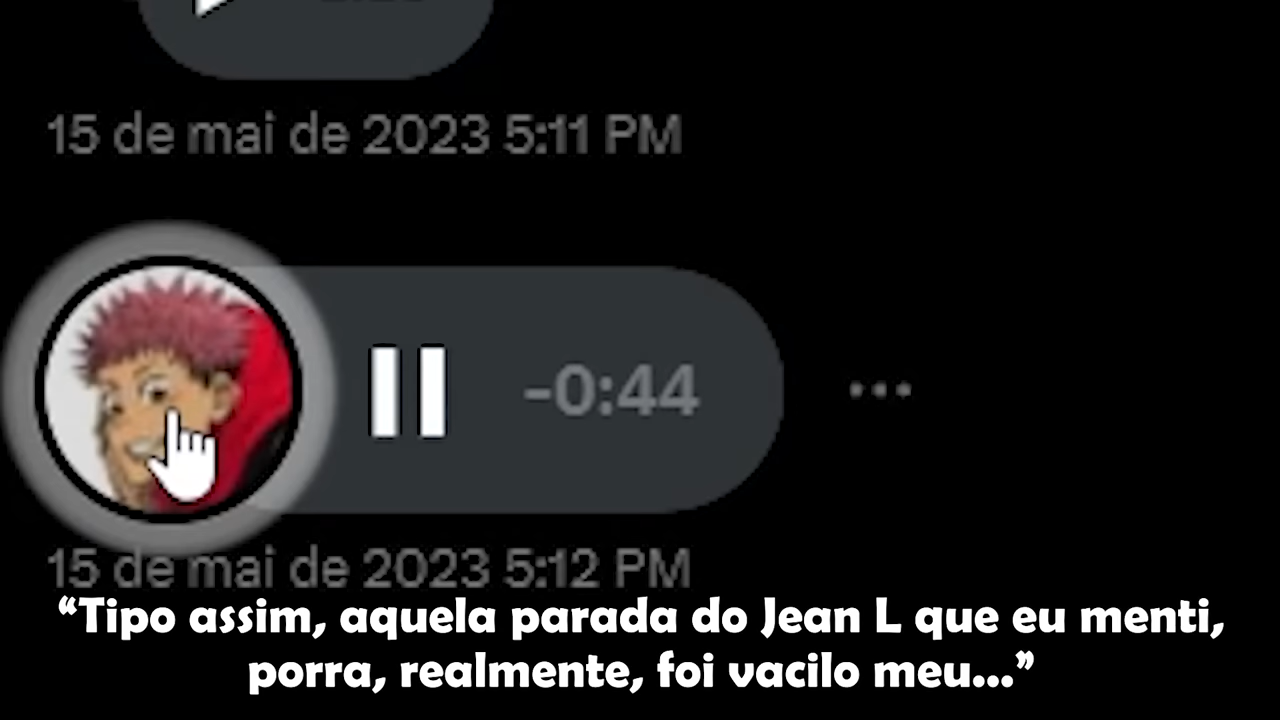 15 de mai de 2023 5:11 PM
-0:44
15 de mai de 2023 5:12 PM
“Tipo assim, aquela parada do Jean L que eu menti,
porra, realmente, foi vacilo meu...”